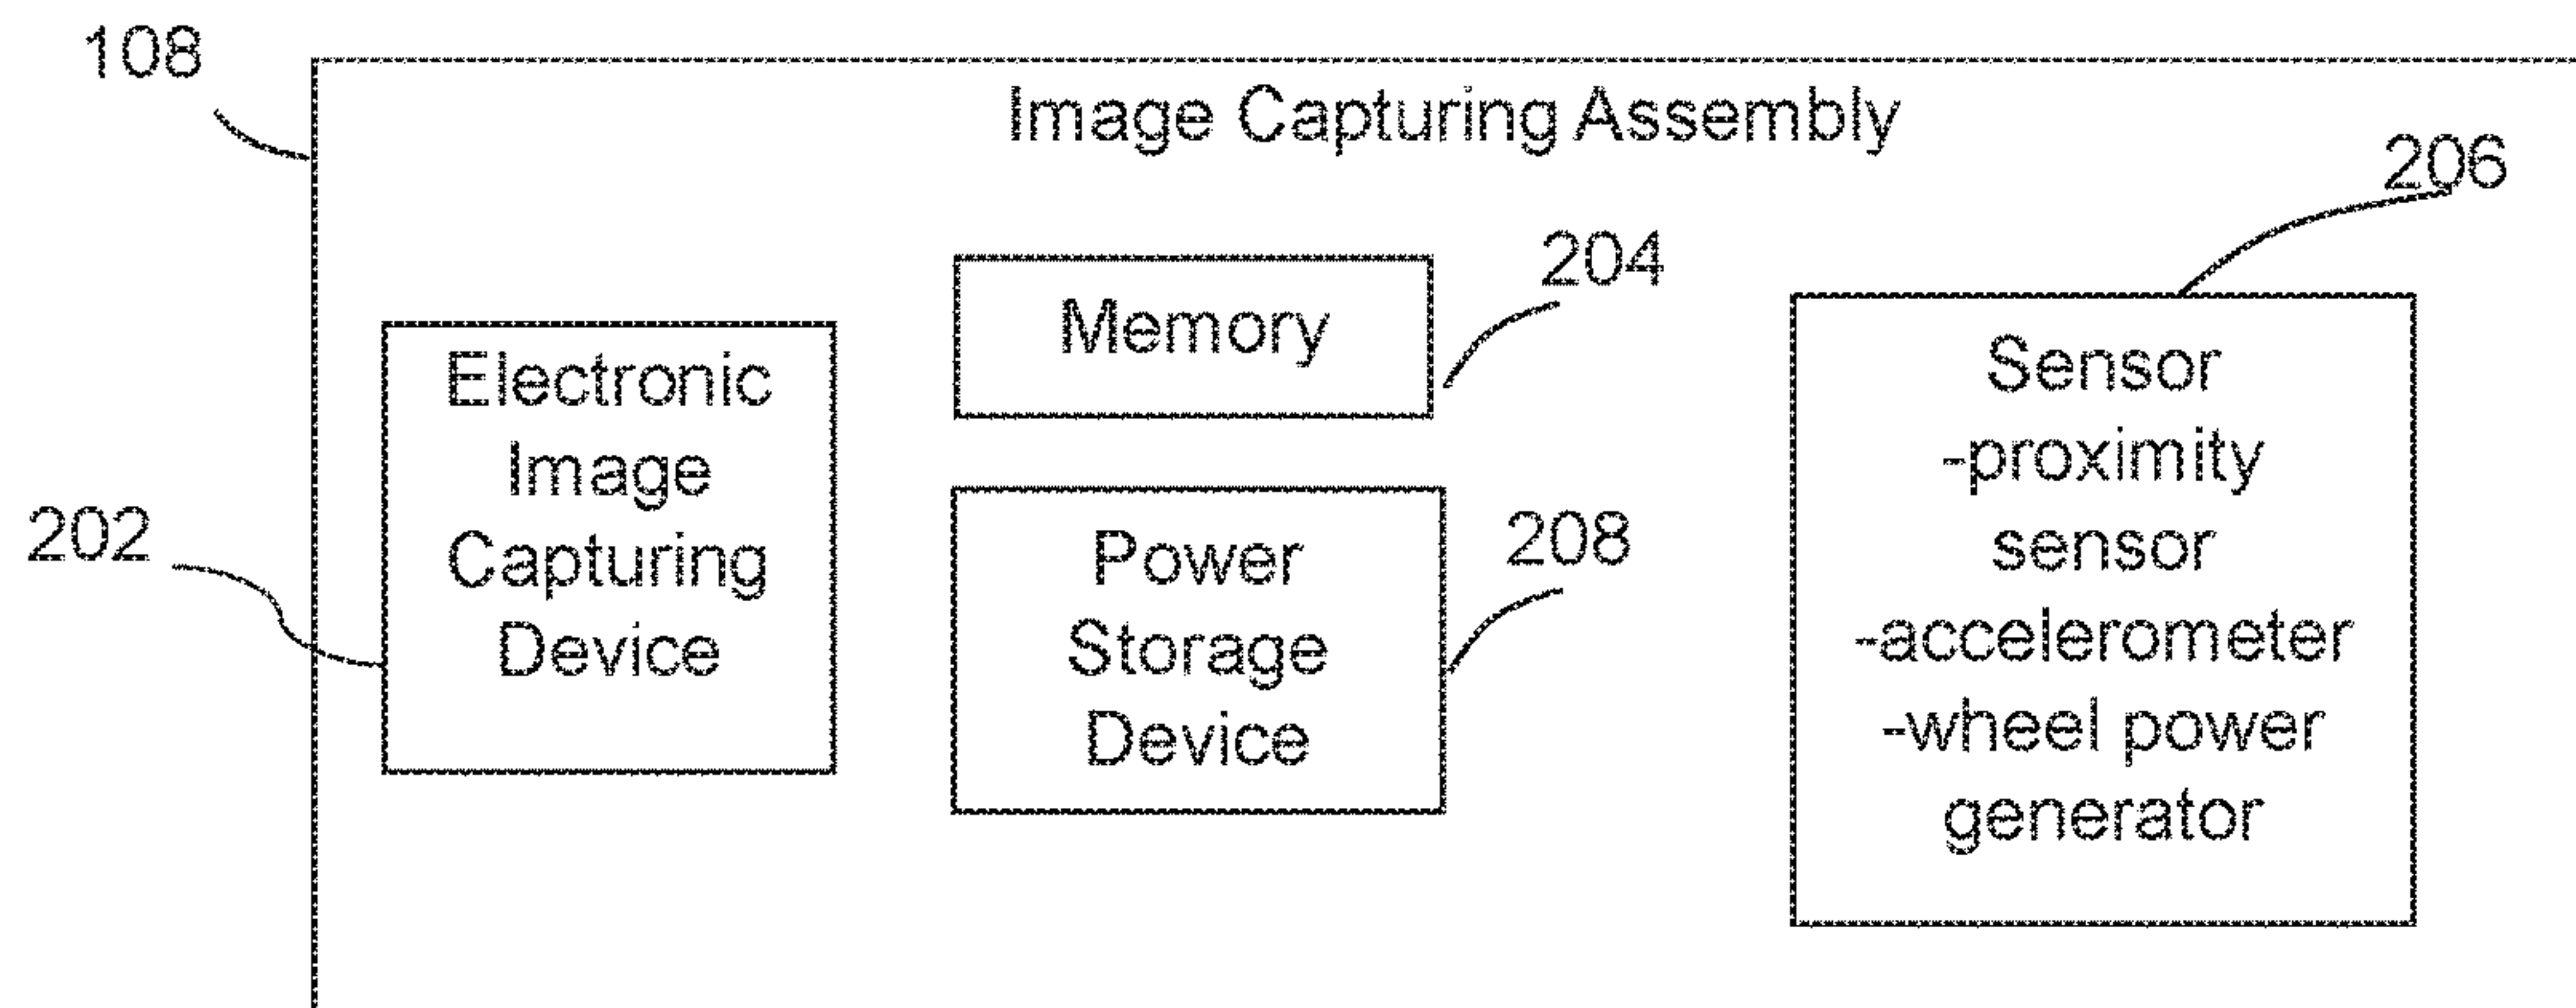 108
Image Capturing Assembly
206
204
Memory
Electronic
Image
Capturing
Device
202
208
Power
Storage
Device
Sensor
-proximity
sensor
-accelerometer
-wheel power
generator